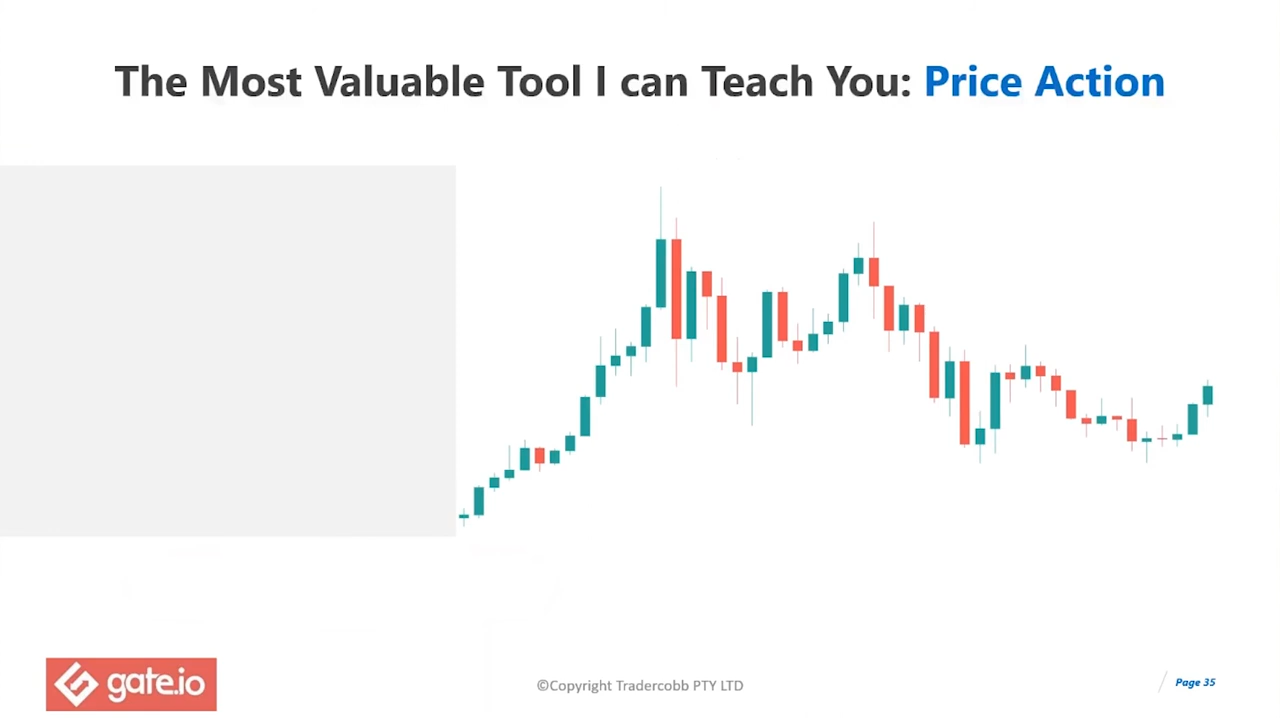 The Most Valuable Tool I can Teach You: Price Action
gate.io
©Copyright Tradercobb PTY LTD
Page 35